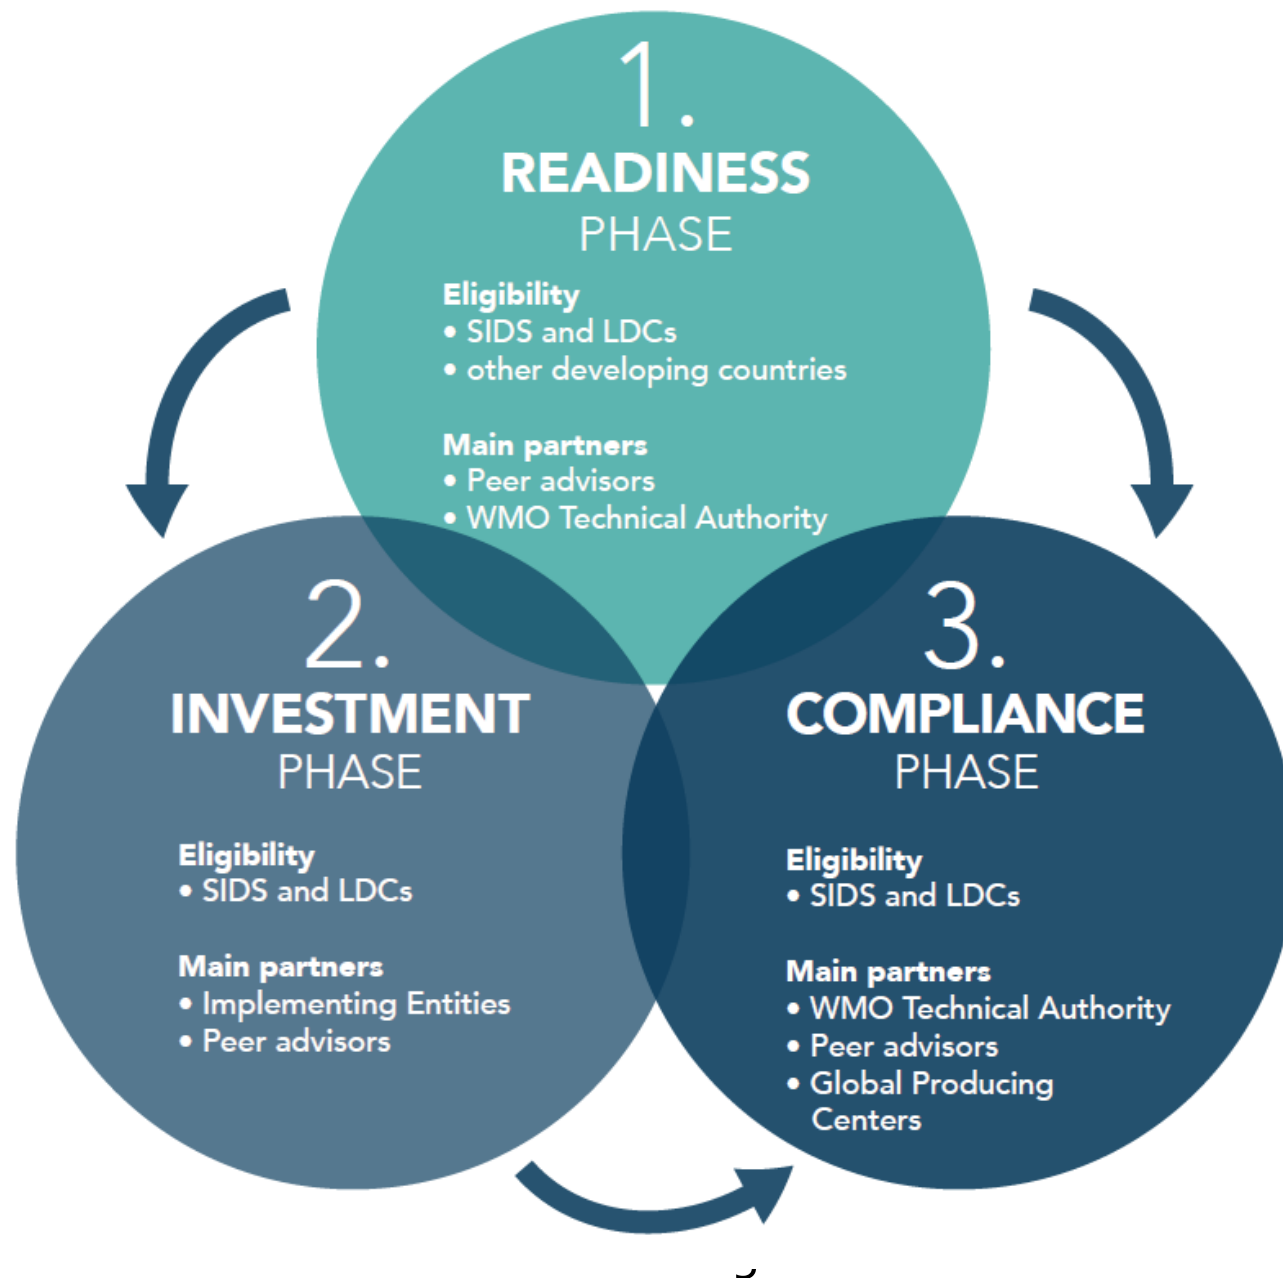 1.
READINESS
PHASE
Eligibility
• SIDS and LDCs
• other developing countries
Main partners
• Peer advisors
• WMO Technical Authority
2.
INVESTMENT
PHASE
Eligibility
• SIDS and LDCs
Main partners
• Implementing Entities
• Peer advisors
3.
COMPLIANCE
PHASE
Eligibility
• SIDS and LDCs
Main partners
• WMO Technical Authority
• Peer advisors
• Global Producing
Centers